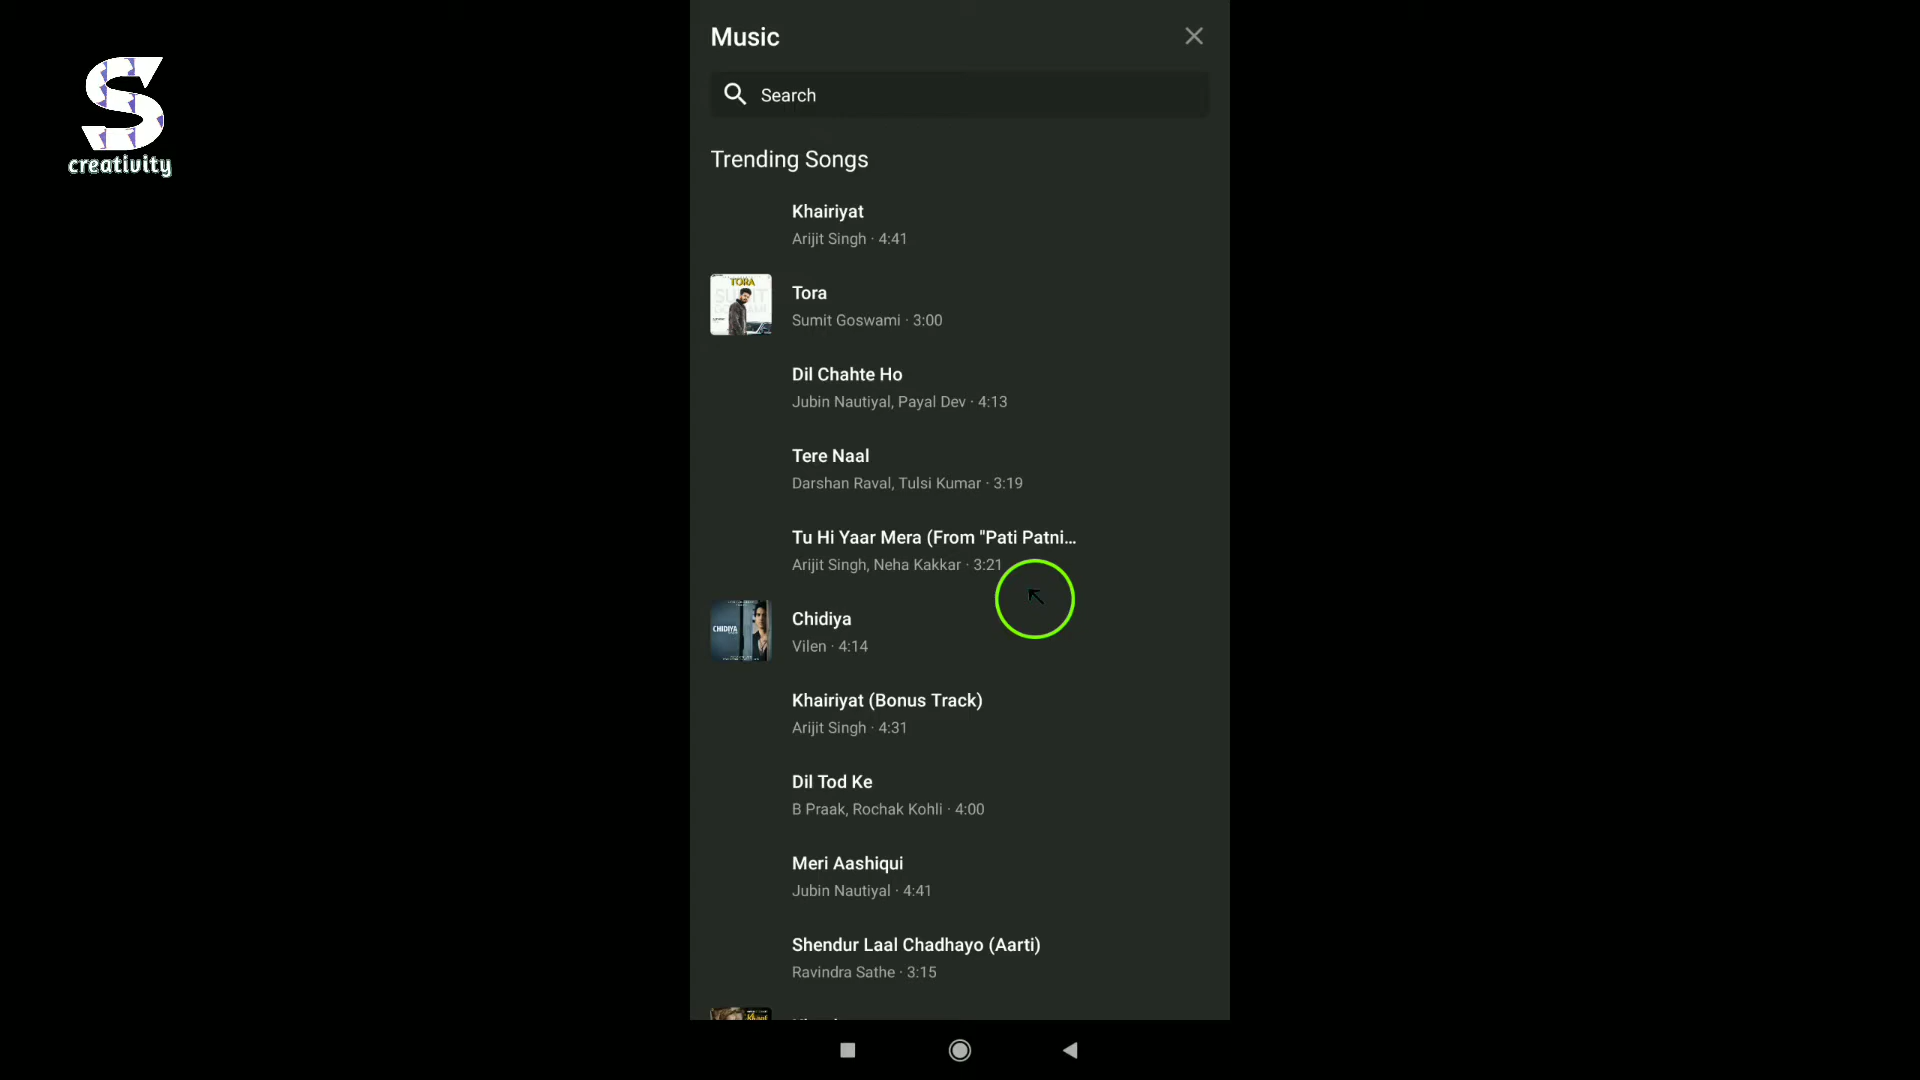 S
creativity
Music
Search
Trending Songs
Khairiyat
Arijit Singh · 4:41
TORA
Tora
Sumit Goswami · 3:00
Dil Chahte Ho
Jubin Nautiyal, Payal Dev · 4:13
Tere Naal
Darshan Raval, Tulsi Kumar · 3:19
Tu Hi Yaar Mera (From "Pati Patni...
Arijit Singh, Neha Kakkar · 3:21
CHIDIYA
Chidiya
Vilen · 4:14
Khairiyat (Bonus Track)
Arijit Singh · 4:31
Dil Tod Ke
B Praak, Rochak Kohli · 4:00
Meri Aashiqui
Jubin Nautiyal · 4:41
Shendur Laal Chadhayo (Aarti)
Ravindra Sathe · 3:15